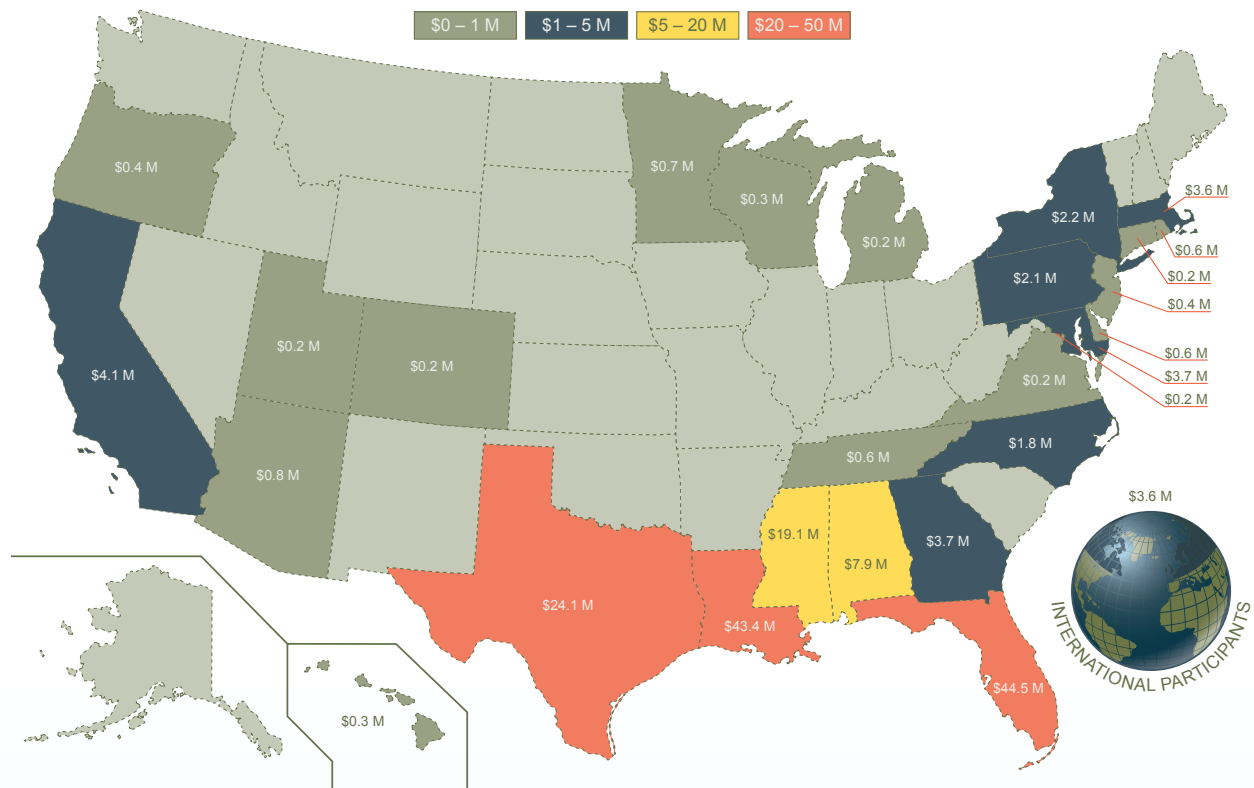 $0 – 1 M
$1 – 5 M
$5 – 20 M
$20 – 50 M
$0.4 M
$0.7 M
$0.3 M
$0.2 M
$2.2 M
$3.6 M
$0.6 M
$0.2 M
$2.1 M
$0.4 M
$0.6 M
$3.7 M
$0.2 M
$0.2 M
$0.2 M
$4.1 M
$0.2 M
$1.8 M
$0.6 M
$0.8 M
$3.6 M
$19.1 M
$3.7 M
$7.9 M
$24.1 M
$43.4 M
$44.5 M
$0.3 M
INTERNATIONAL PARTICIPANTS